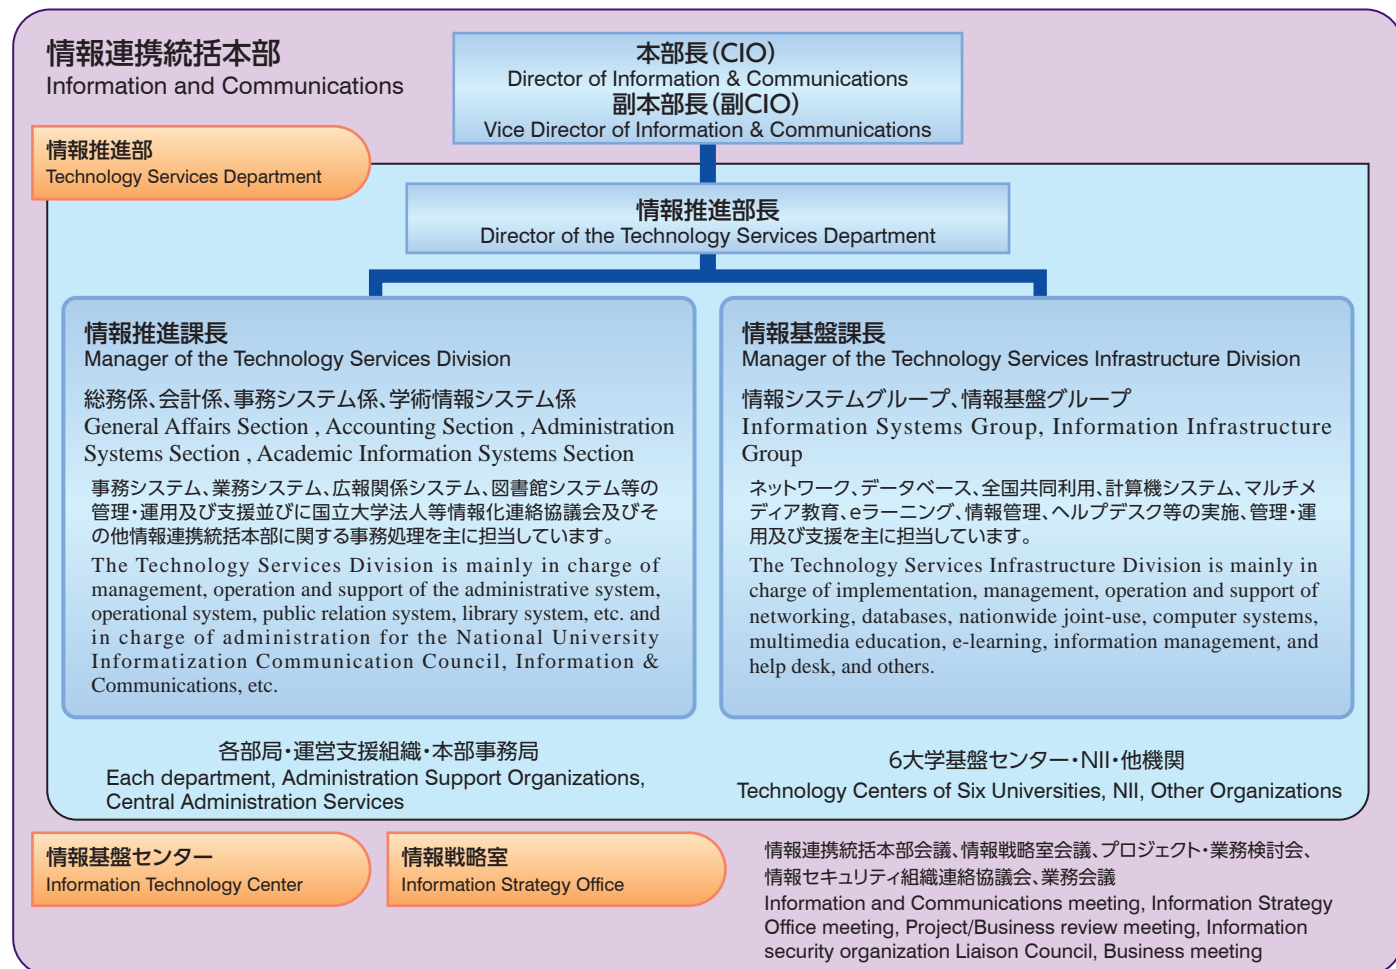 情報連携統括本部
Information and Communications
本部長(CIO)
Director of Information & Communications
副本部長(副CIO)
Vice Director of Information & Communications
情報推進部
Technology Services Department
情報推進部長
Director of the Technology Services Department
情報推進課長
Manager of the Technology Services Division
総務係、会計係、事務システム係、学術情報システム係
General Affairs Section , Accounting Section , Administration
Systems Section , Academic Information Systems Section
事務システム、業務システム、広報関係システム、図書館システム等の
管理・運用及び支援並びに国立大学法人等情報化連絡協議会及びそ
の他情報連携統括本部に関する事務処理を主に担当しています。
The Technology Services Division is mainly in charge of
management, operation and support of the administrative system,
operational system, public relation system, library system, etc. and
in charge of administration for the National University
Informatization Communication Council, Information &
Communications, etc.
情報基盤課長
Manager of the Technology Services Infrastructure Division
情報システムグループ、情報基盤グループ
Information Systems Group, Information Infrastructure
Group
ネットワーク、データベース、全国共同利用、計算機システム、マルチメ
ディア教育、eラーニング、情報管理、ヘルプデスク等の実施、管理・運
用及び支援を主に担当しています。
The Technology Services Infrastructure Division is mainly in
charge of implementation, management, operation and support of
networking, databases, nationwide joint-use, computer systems,
multimedia education, e-learning, information management, and
help desk, and others.
各部局・運営支援組織・本部事務局
Each department, Administration Support Organizations,
Central Administration Services
6大学基盤センター・NII・他機関
Technology Centers of Six Universities, NII, Other Organizations
情報基盤センター
Information Technology Center
情報戦略室
Information Strategy Office
情報連携統括本部会議、情報戦略室会議、プロジェクト・業務検討会、
情報セキュリティ組織連絡協議会、業務会議
Information and Communications meeting, Information Strategy
Office meeting, Project/Business review meeting, Information
security organization Liaison Council, Business meeting